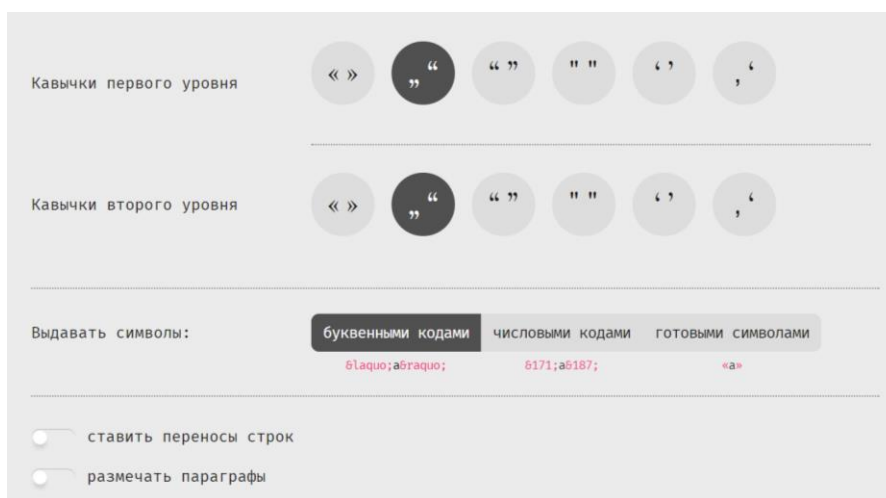 Кавычки первого уровня
« » „ “ “ ” " " ‘ ’ ‚ ‘
Кавычки второго уровня
« » „ “ “ ” " " ‘ ’ ‚ ‘
Выдавать символы:
буквенными кодами числовыми кодами готовыми символами
&laquo;a&raquo; &171;a&187; «а»
ставить переносы строк
размечать параграфы